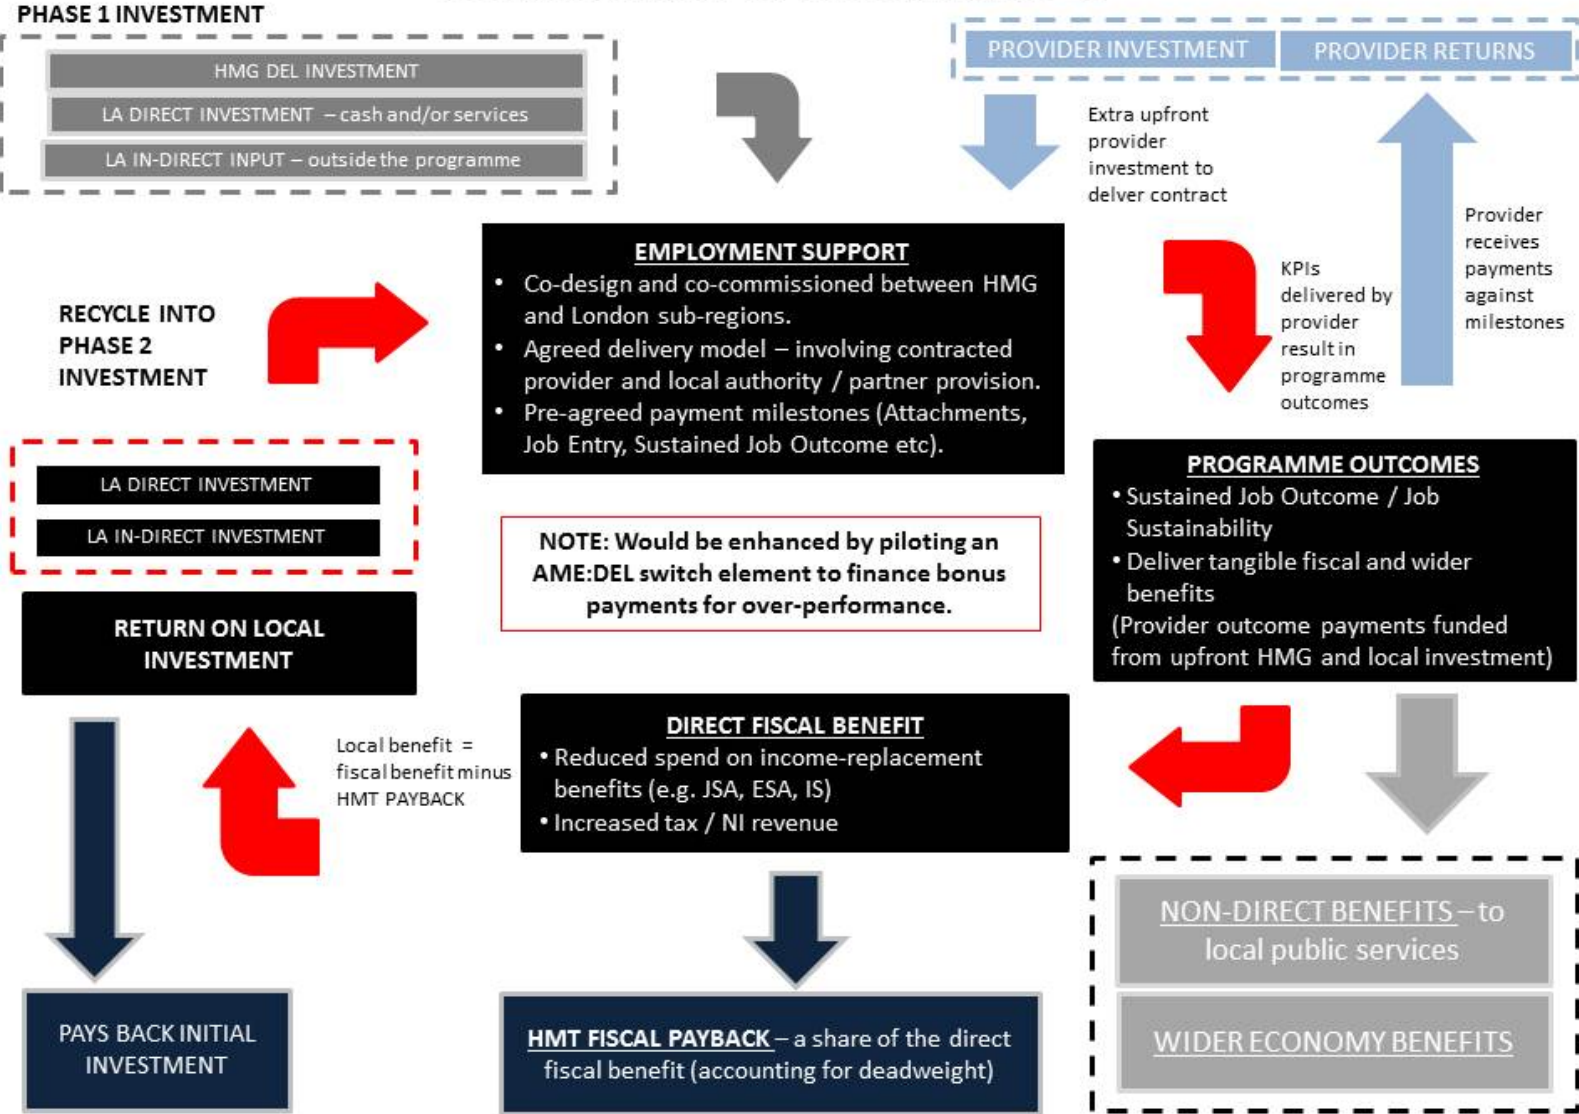 PHASE 1 INVESTMENT
HMG DEL INVESTMENT
LA DIRECT INVESTMENT – cash and/or services
LA IN-DIRECT INPUT – outside the programme
PROVIDER INVESTMENT
PROVIDER RETURNS
Extra upfront
provider
investment to
delver contract
Provider
receives
payments
against
milestones
EMPLOYMENT SUPPORT
• Co-design and co-commissioned between HMG
and London sub-regions.
• Agreed delivery model – involving contracted
provider and local authority / partner provision.
• Pre-agreed payment milestones (Attachments,
Job Entry, Sustained Job Outcome etc).
KPIs
delivered by
provider
result in
programme
outcomes
RECYCLE INTO
PHASE 2
INVESTMENT
LA DIRECT INVESTMENT
LA IN-DIRECT INVESTMENT
RETURN ON LOCAL
INVESTMENT
NOTE: Would be enhanced by piloting an
AME:DEL switch element to finance bonus
payments for over-performance.
PROGRAMME OUTCOMES
• Sustained Job Outcome / Job
Sustainability
• Deliver tangible fiscal and wider
benefits
(Provider outcome payments funded
from upfront HMG and local investment)
DIRECT FISCAL BENEFIT
• Reduced spend on income-replacement
benefits (e.g. JSA, ESA, IS)
• Increased tax / NI revenue
Local benefit =
fiscal benefit minus
HMT PAYBACK
PAYS BACK INITIAL
INVESTMENT
HMT FISCAL PAYBACK – a share of the direct
fiscal benefit (accounting for deadweight)
NON-DIRECT BENEFITS – to
local public services
WIDER ECONOMY BENEFITS